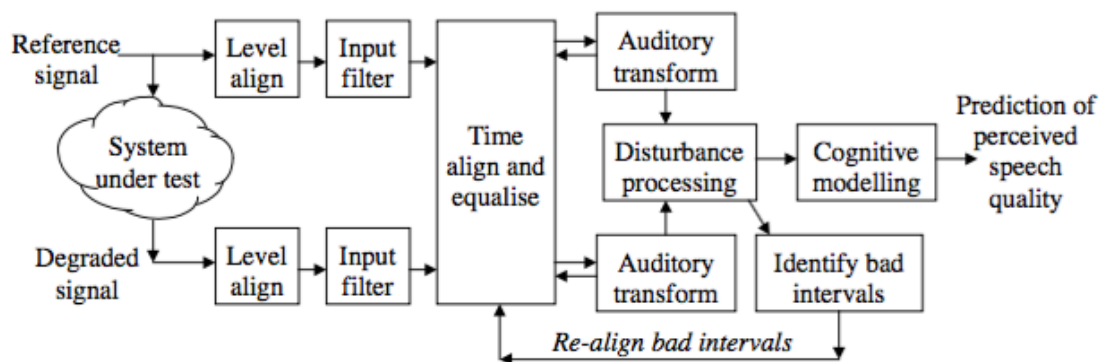 Reference
signal
Level
align
Input
filter
System
under test
Time
align and
equalise
Auditory
transform
Disturbance
processing
Cognitive
modelling
Prediction of
perceived
speech
quality
Degraded
signal
Level
align
Input
filter
Auditory
transform
Identify bad
intervals
Re-align bad intervals